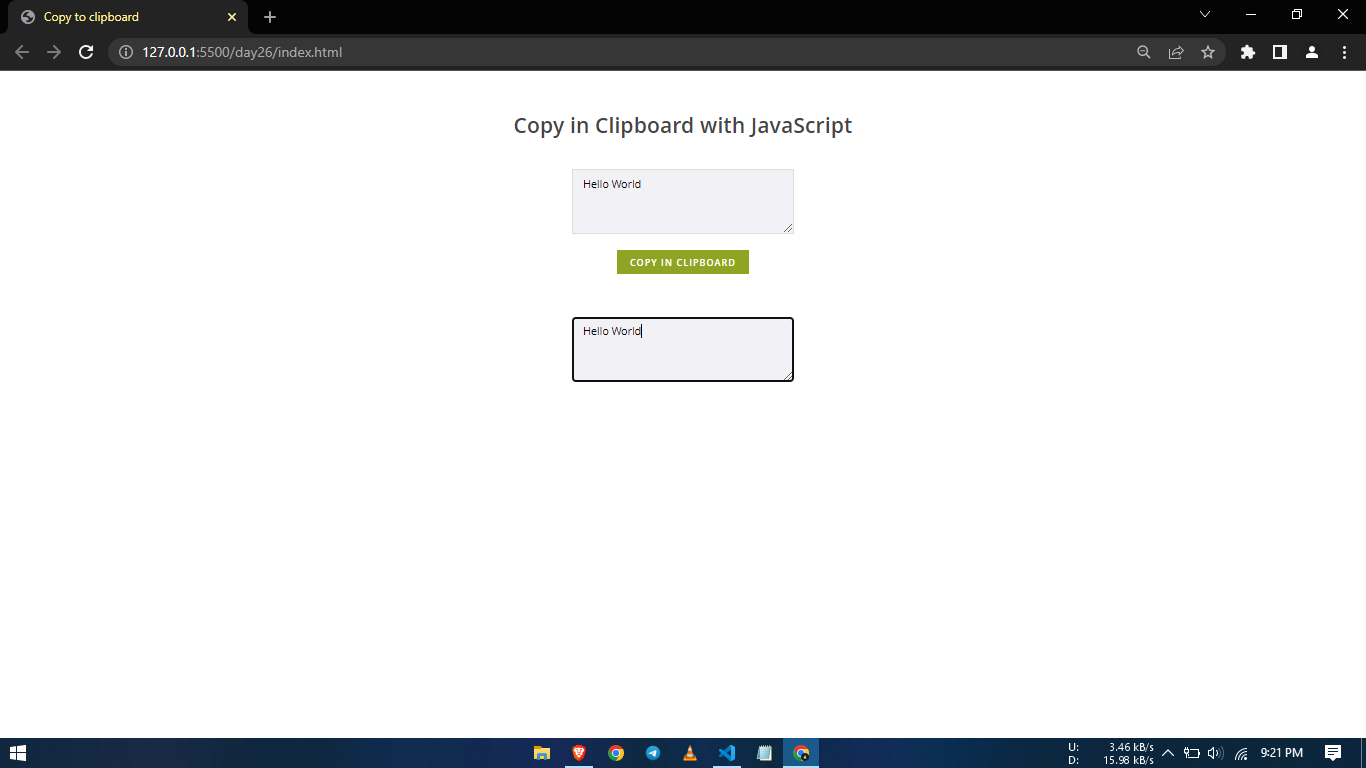 Copy to clipboard
127.0.0.1:5500/day26/index.html
Copy in Clipboard with JavaScript
Hello World
COPY IN CLIPBOARD
Hello World
U: 3.46 kB/s
D: 15.98 kB/s
9:21 PM